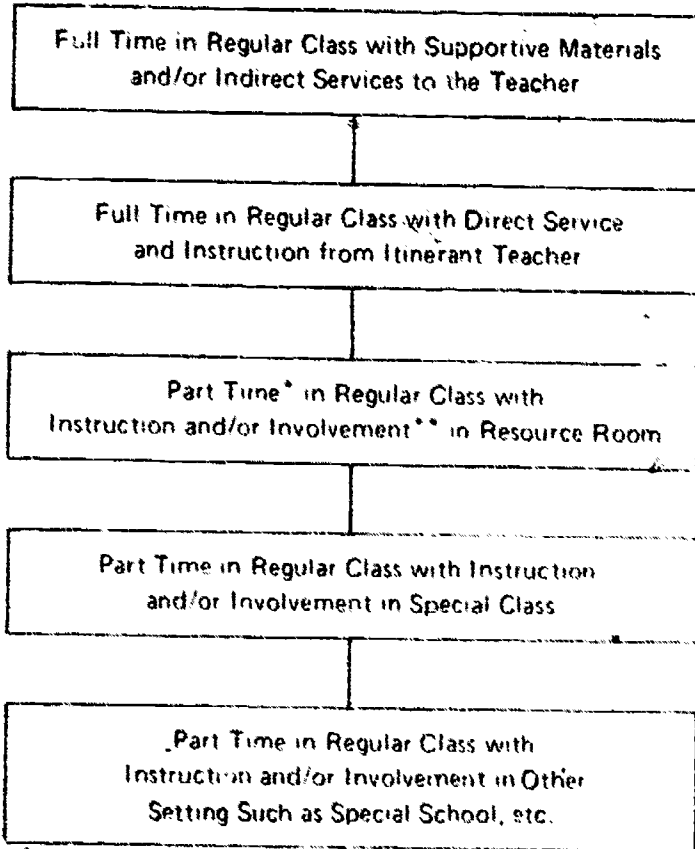 Full Time in Regular Class with Supportive Materials
and/or Indirect Services to the Teacher
Full Time in Regular Class with Direct Service
and Instruction from Itinerant Teacher
Part Time* in Regular Class with
Instruction and/or Involvement** in Resource Room
Part Time in Regular Class with Instruction
and/or Involvement in Special Class
Part Time in Regular Class with
Instruction and/or Involvement in Other
Setting Such as Special School, etc.